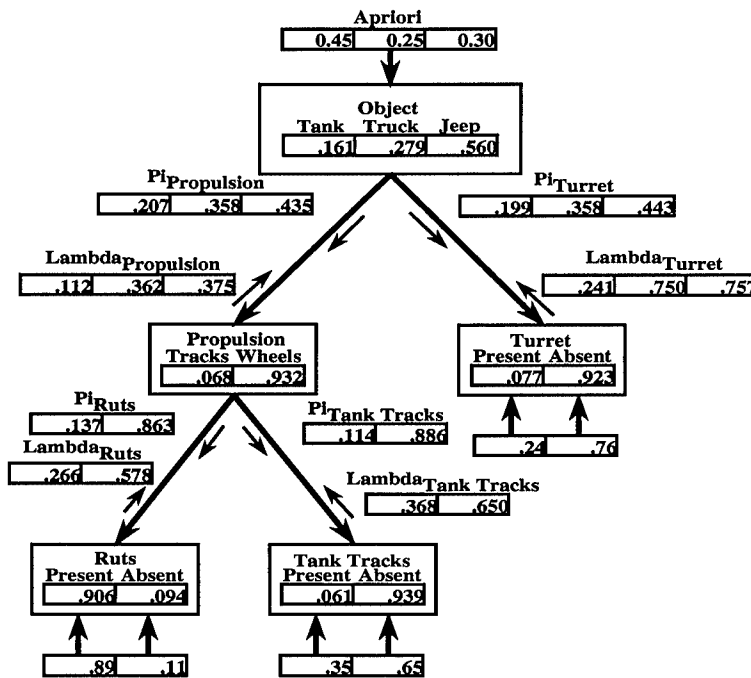 Apriori
0.45 0.25 0.30
Object
Tank Truck Jeep
.161 .279 .560
PiPropulsion
.207 .358 .435
PiTurret
.199 .358 .443
LambdaPropulsion
.112 .362 .375
LambdaTurret
.241 .750 .757
Propulsion
Tracks Wheels
.068 .932
Turret
Present Absent
.077 .923
PiRuts
.137 .863
PiTank Tracks
.114 .886
.24 .76
LambdaRuts
.266 .578
LambdaTank Tracks
.368 .650
Ruts
Present Absent
.906 .094
Tank Tracks
Present Absent
.061 .939
.89 .11
.35 .65